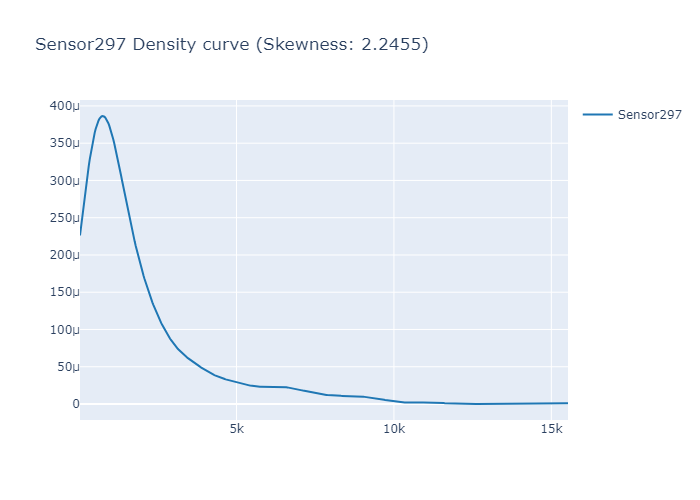 Sensor297 Density curve (Skewness: 2.2455)
400μ
350μ
300μ
250μ
200μ
150μ
100μ
50μ
0
5k
10k
15k
Sensor297